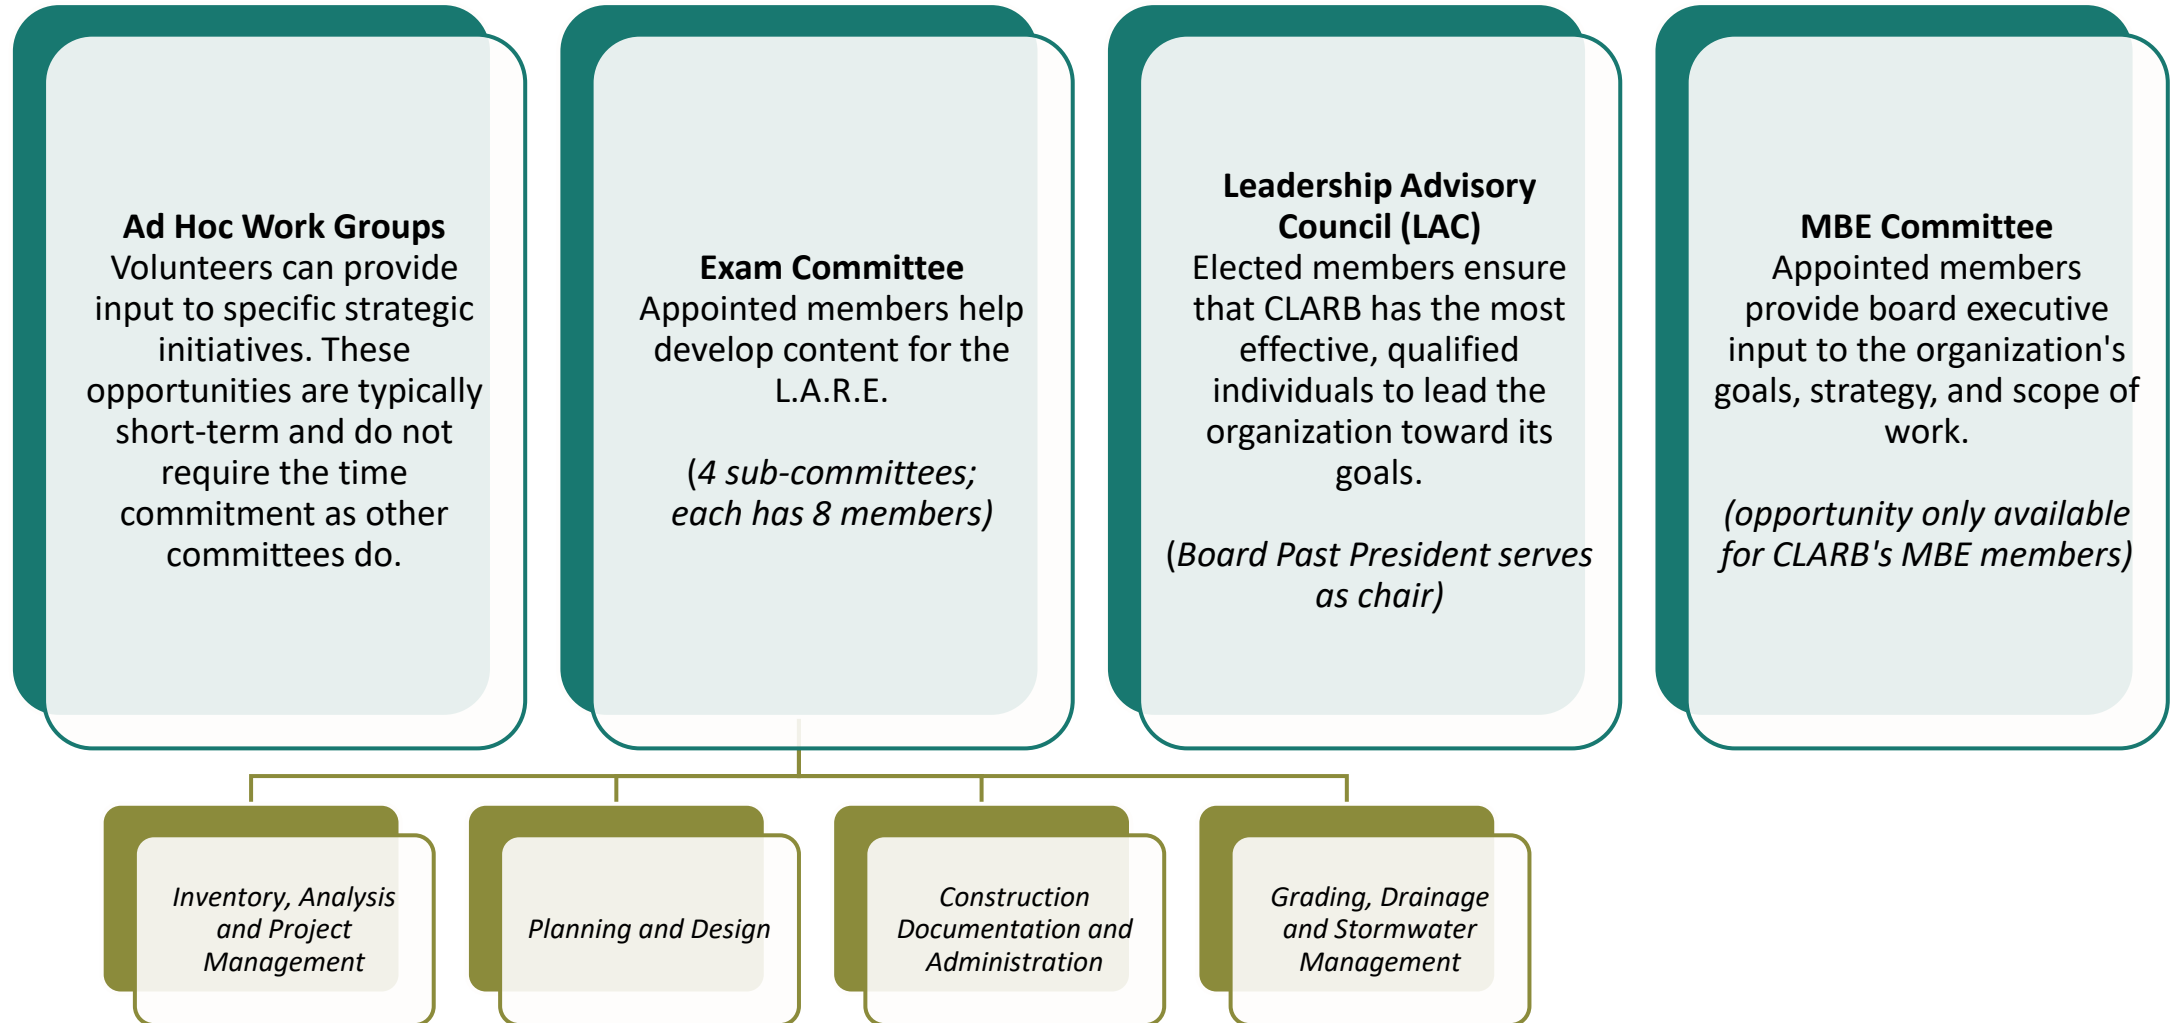 Ad Hoc Work Groups
Volunteers can provide
input to specific strategic
initiatives. These
opportunities are typically
short-term and do not
require the time
commitment as other
committees do.
Exam Committee
Appointed members help
develop content for the
L.A.R.E.
(4 sub-committees;
each has 8 members)
Leadership Advisory
Council (LAC)
Elected members ensure
that CLARB has the most
effective, qualified
individuals to lead the
organization toward its
goals.
(Board Past President serves
as chair)
MBE Committee
Appointed members
provide board executive
input to the organization's
goals, strategy, and scope of
work.
(opportunity only available
for CLARB's MBE members)
Inventory, Analysis
and Project
Management
Planning and Design
Construction
Documentation and
Administration
Grading, Drainage
and Stormwater
Management